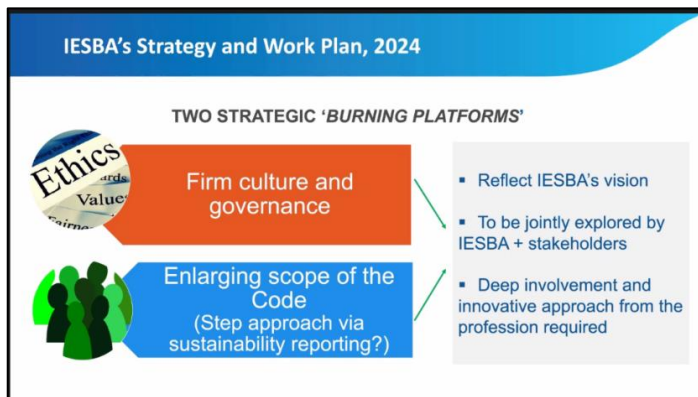 IESBA's Strategy and Work Plan, 2024
TWO STRATEGIC 'BURNING PLATFORMS'
Ethics
Values
Firm culture and
governance
Enlarging scope of the
Code
(Step approach via
sustainability reporting?)
▪ Reflect IESBA's vision
▪ To be jointly explored by
IESBA + stakeholders
▪ Deep involvement and
innovative approach from the
profession required